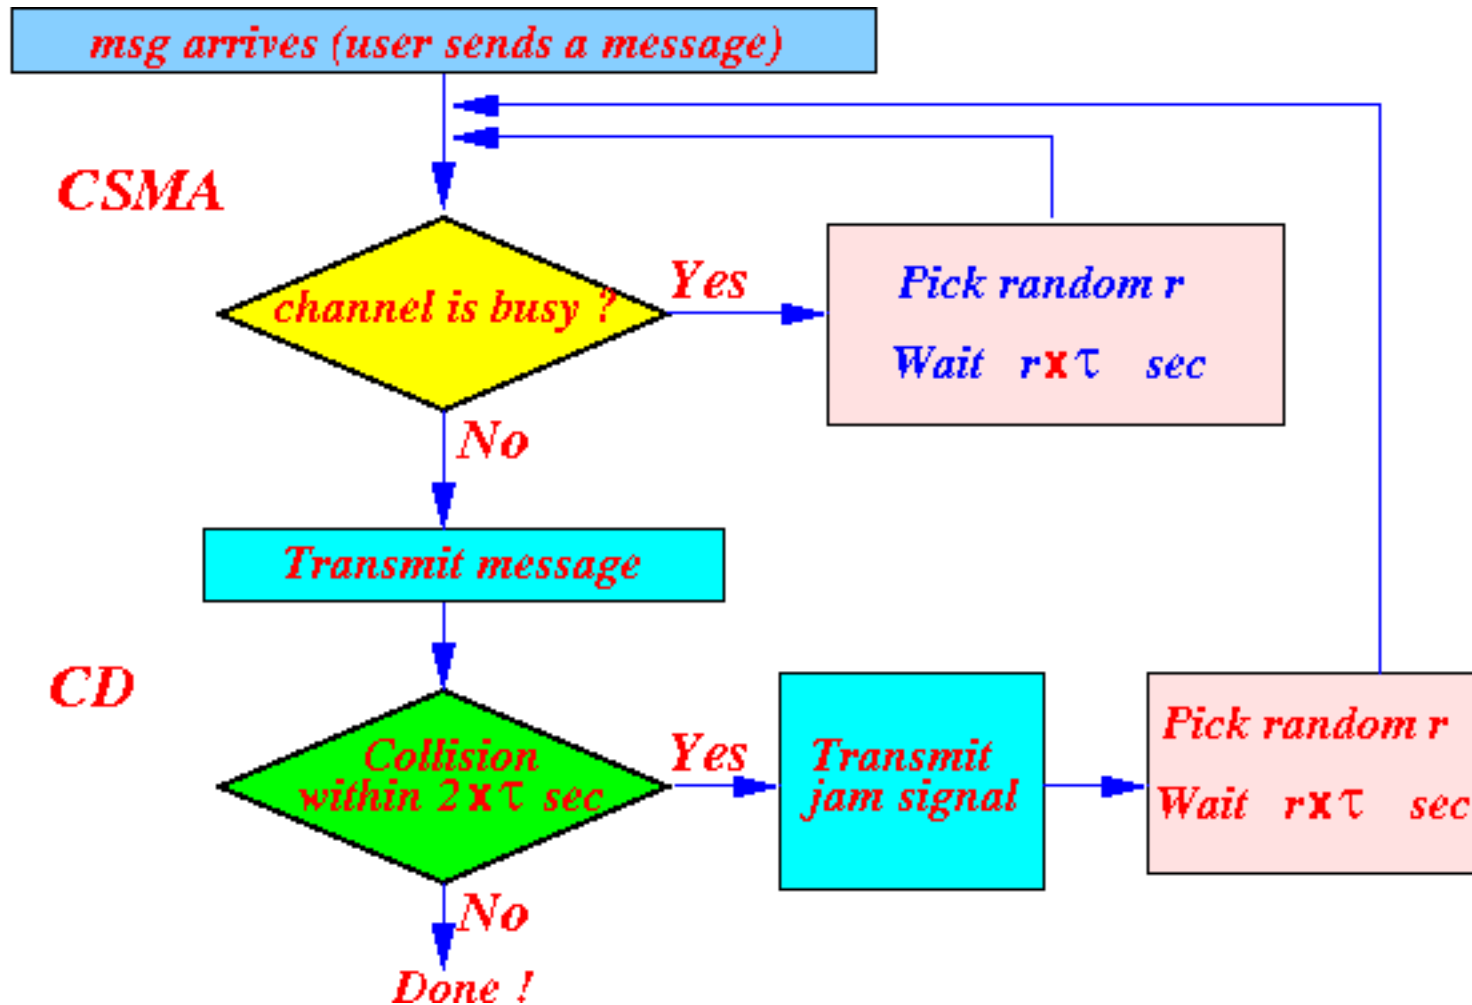 msg arrives (user sends a message)
CSMA
channel is busy ?
Yes
Pick random r
Wait r x τ sec
No
Transmit message
CD
Collision
within 2 x τ sec
Yes
Transmit
jam signal
Pick random r
Wait r x τ sec
No
Done !